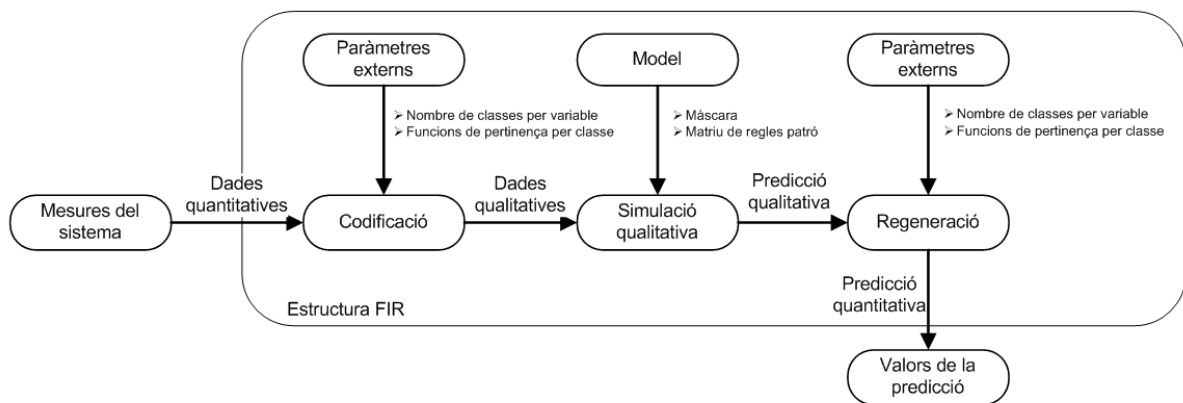 Paràmetres
externs
Model
Paràmetres
externs
➢ Nombre de classes per variable
➢ Funcions de pertinença per classe
➢ Màscara
➢ Matriu de regles patró
➢ Nombre de classes per variable
➢ Funcions de pertinença per classe
Mesures del
sistema
Dades
quantitatives
Codificació
Dades
qualitatives
Simulació
qualitativa
Predicció
qualitativa
Regeneració
Predicció
quantitativa
Estructura FIR
Valors de la
predicció